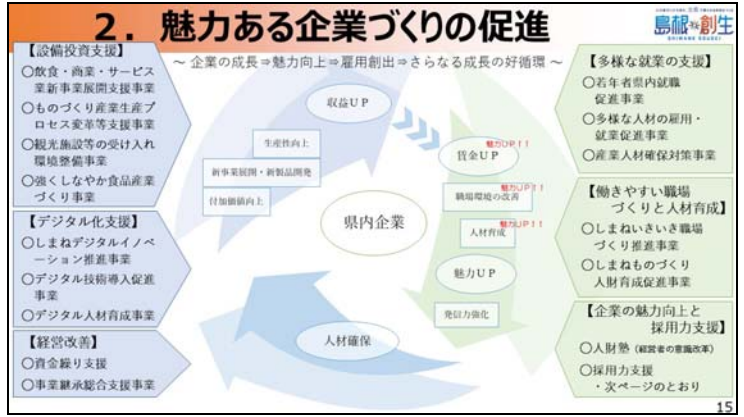 2．魅力ある企業づくりの促進
島根創生
SHIMANE SOUSEI
～ 企業の成長⇒魅力向上⇒雇用創出⇒さらなる成長の好循環 ～
【設備投資支援】
○飲食・商業・サービス
業新事業展開支援事業
○ものづくり産業生産プ
ロセス変革等支援事業
○観光施設等の受け入れ
環境整備事業
○強くしなやか食品産業
づくり事業
【デジタル化支援】
○しまねデジタルイノベ
ーション推進事業
○デジタル技術導入促進
事業
○デジタル人材育成事業
【経営改善】
○資金繰り支援
○事業継承総合支援事業
収益UP
生産性向上
新事業展開・新製品開発
付加価値向上
県内企業
魅力UP！！
賃金UP
魅力UP！！
職場環境の改善
魅力UP！！
人材育成
魅力UP
発信力強化
人材確保
【多様な就業の支援】
○若年者県内就職
促進事業
○多様な人材の雇用・
就業促進事業
○産業人材確保対策事業
【働きやすい職場
づくりと人材育成】
○しまねいきいき職場
づくり推進事業
○しまねものづくり
人財育成促進事業
【企業の魅力向上と
採用力支援】
○人財塾（経営者の意識改革）
○採用力支援
・次ページのとおり
15